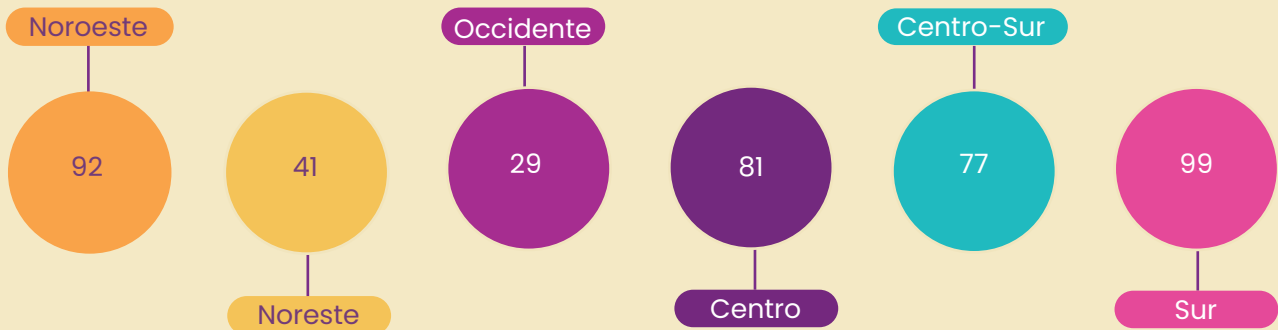 Noroeste
Occidente
Centro-Sur
92
41
29
81
77
99
Noreste
Centro
Sur